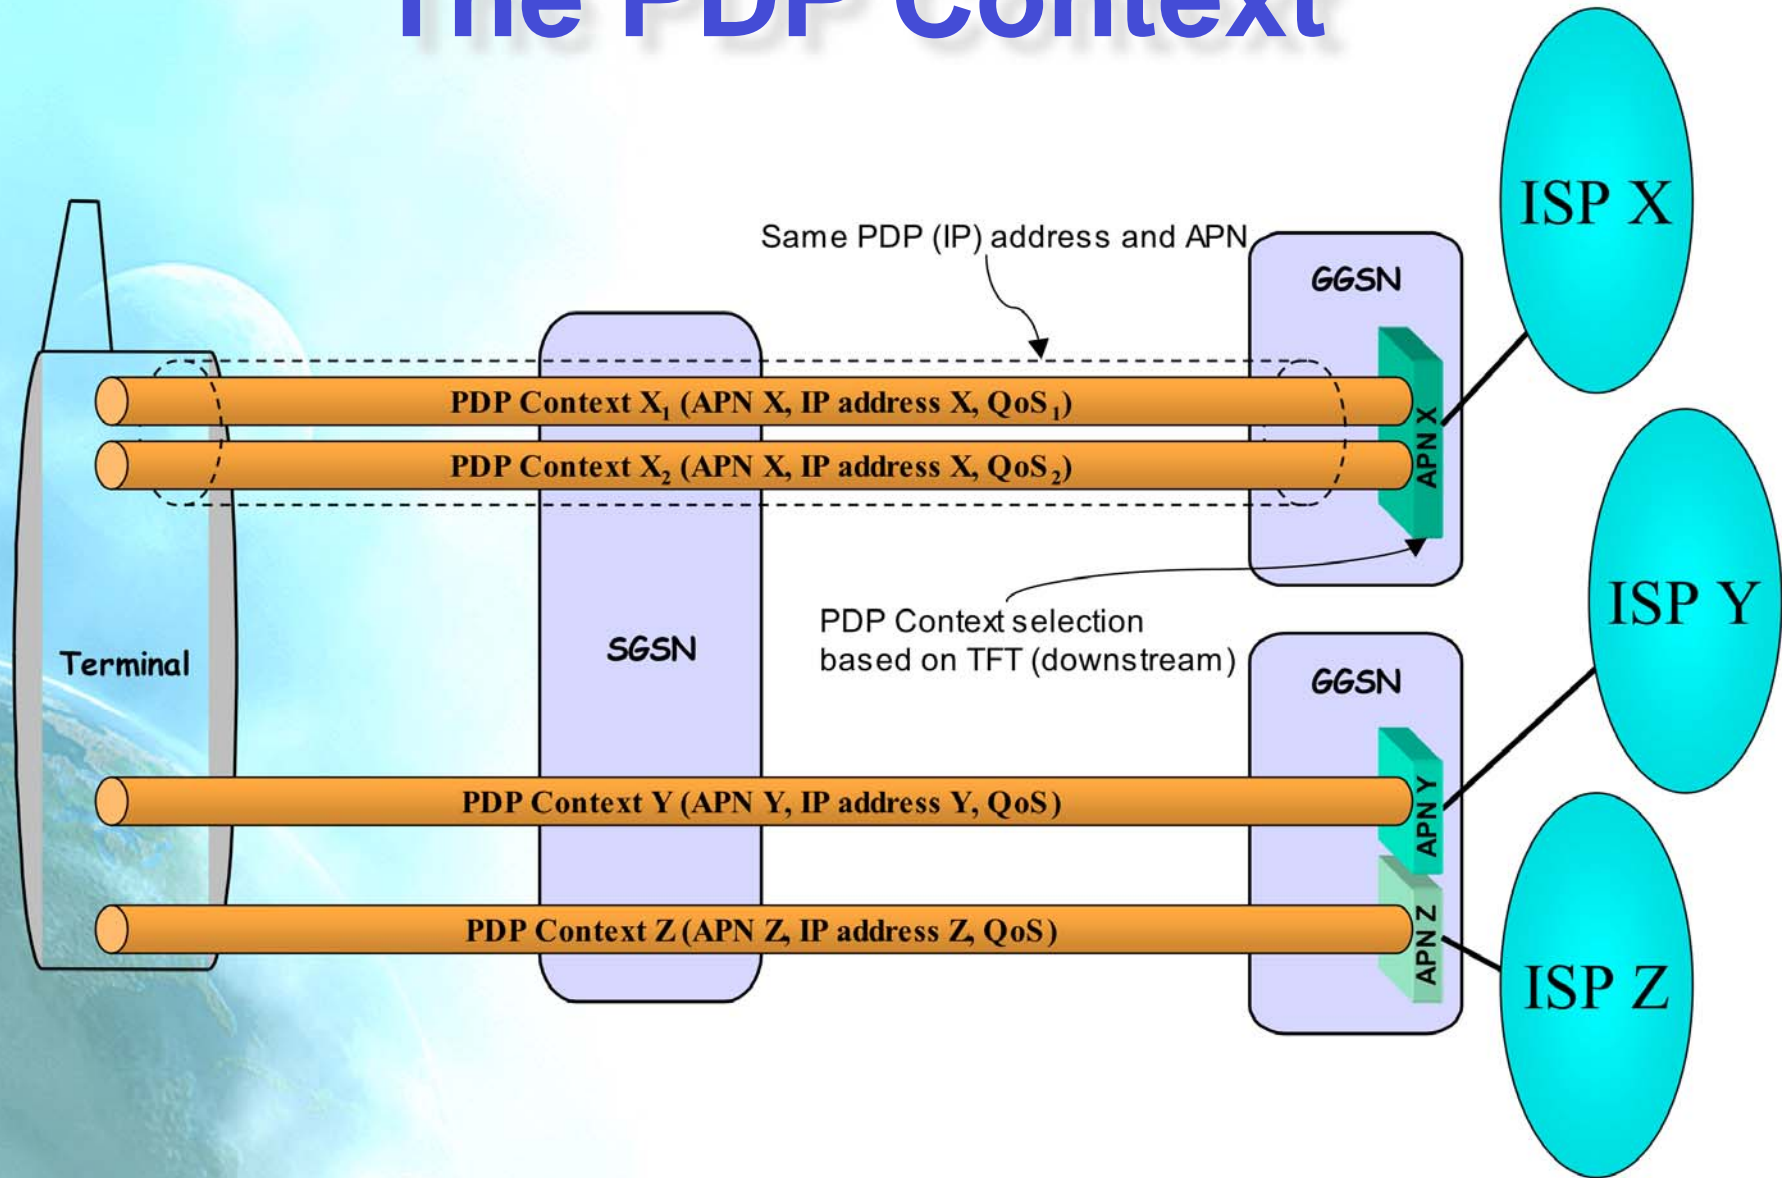 The PDP Context
ISP X
Same PDP (IP) address and APN
GGSN
PDP Context X₁ (APN X, IP address X, QoS₁)
PDP Context X₂ (APN X, IP address X, QoS₂)
APN X
ISP Y
PDP Context selection
based on TFT (downstream)
Terminal
SGSN
GGSN
PDP Context Y (APN Y, IP address Y, QoS)
APN Y
PDP Context Z (APN Z, IP address Z, QoS)
APN Z
ISP Z